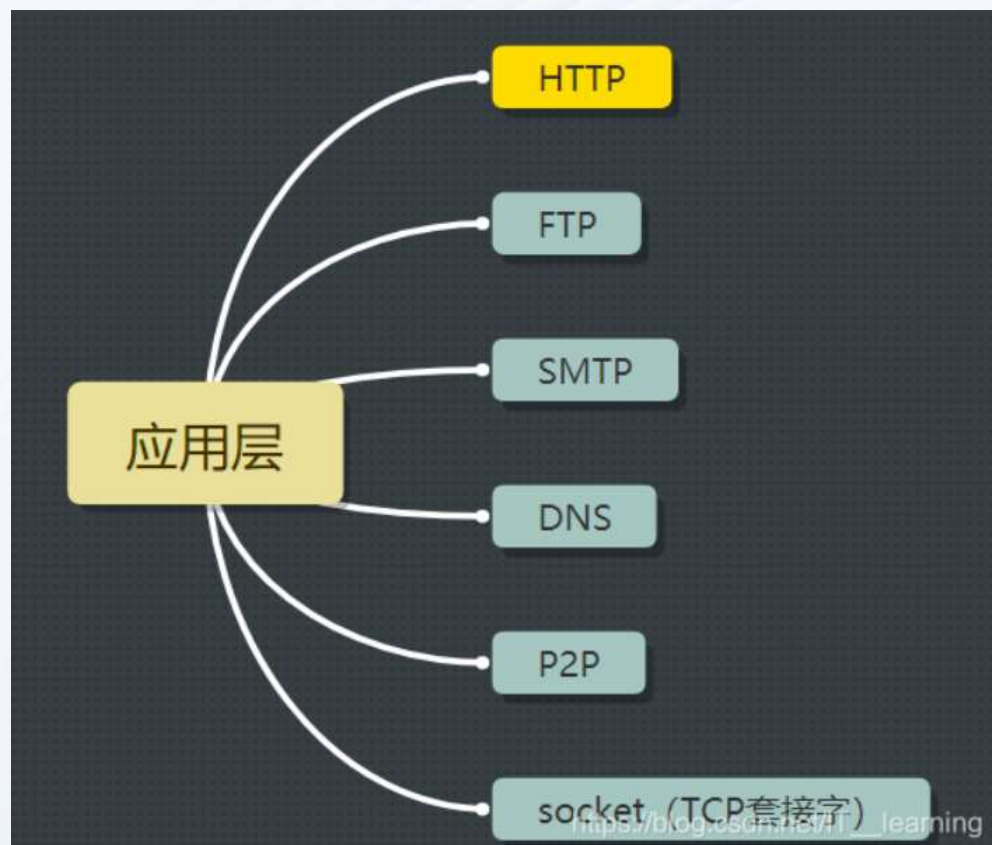 HTTP
FTP
SMTP
应用层
DNS
P2P
socket（TCP套接字）
https://blog.csdn.net/IT__learning